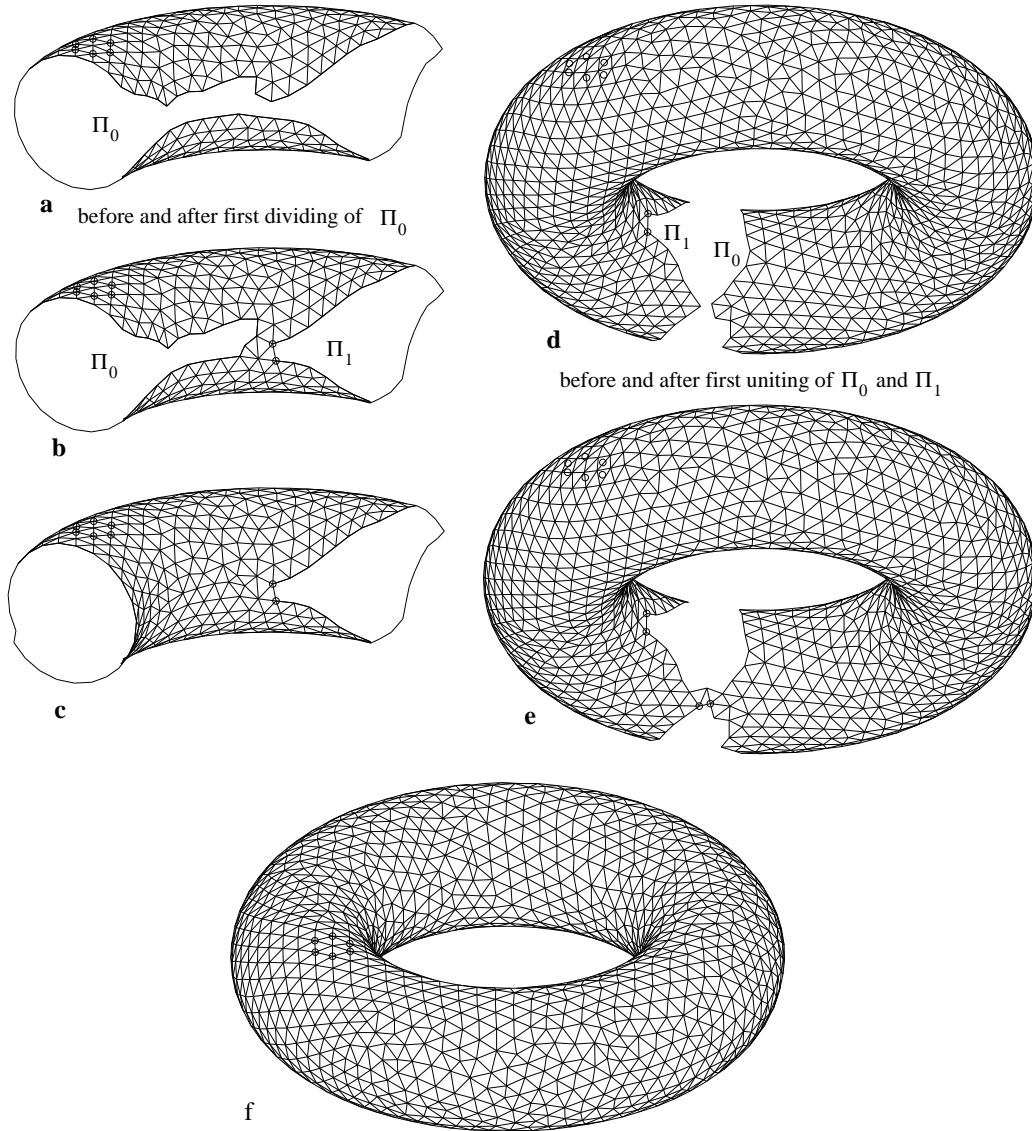 Π0
a
before and after first dividing of Π0
Π0
Π1
b
c
Π1
Π0
d
before and after first uniting of Π0 and Π1
e
f